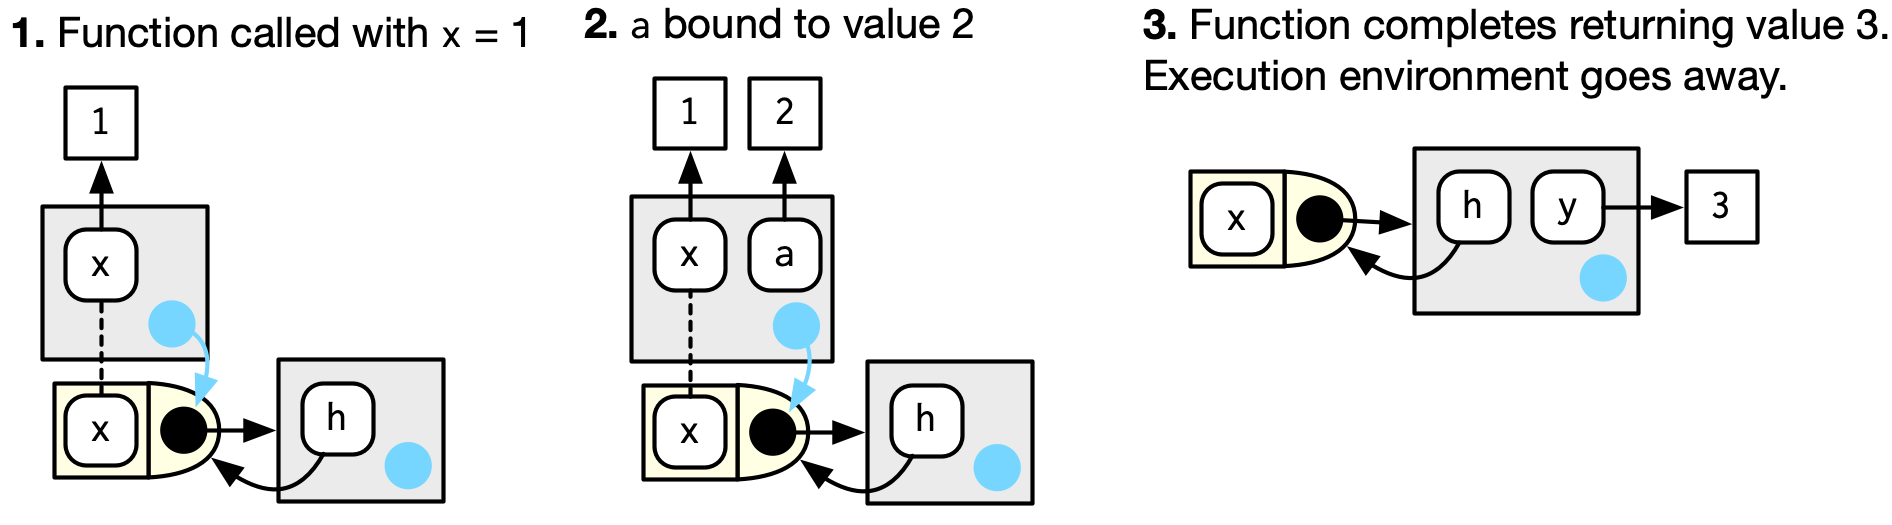 1. Function called with x = 1
1
x
x
h
2. a bound to value 2
1 2
x a
x
h
3. Function completes returning value 3.
Execution environment goes away.
x
h y
3